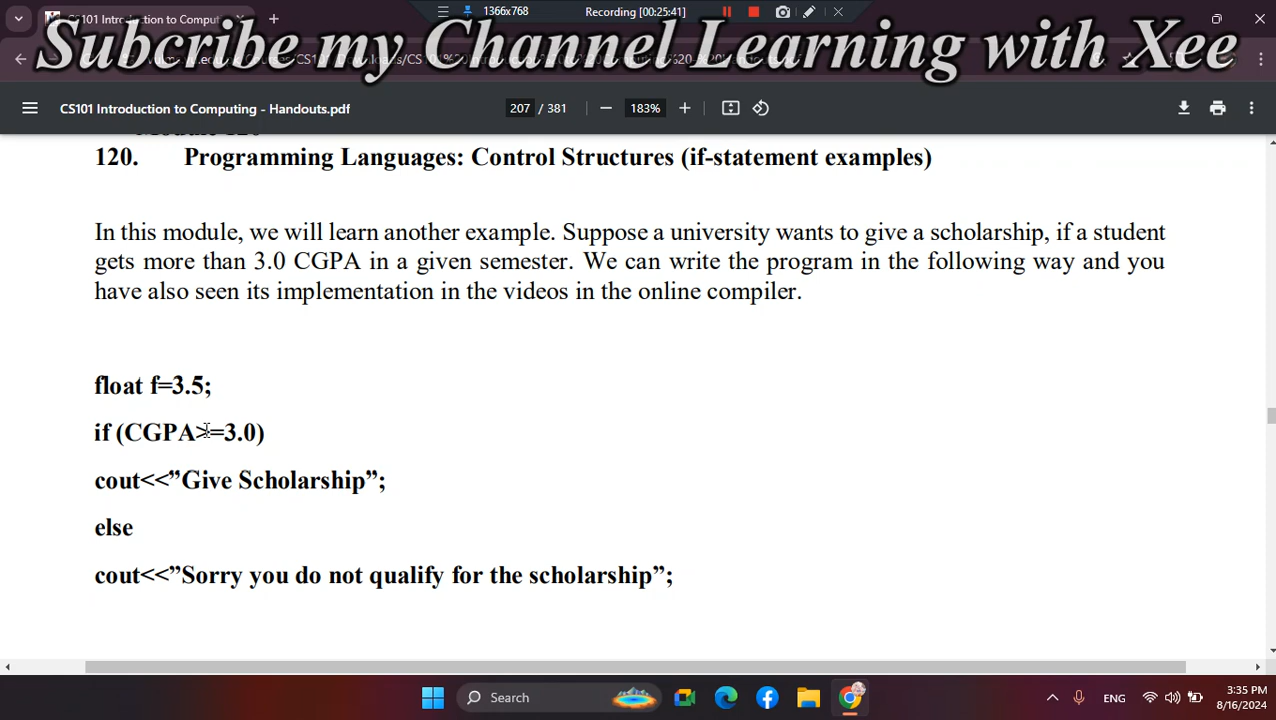 1366x768
Recording [00:25:41]
CS101 Introduction to Comput
Subcribe my Channel Learning with Xee
CS101 Introduction to Computing - Handouts.pdf
207 / 381
183%
120. Programming Languages: Control Structures (if-statement examples)
In this module, we will learn another example. Suppose a university wants to give a scholarship, if a student
gets more than 3.0 CGPA in a given semester. We can write the program in the following way and you
have also seen its implementation in the videos in the online compiler.
float f=3.5;
if (CGPA>=3.0)
cout<<”Give Scholarship”;
else
cout<<”Sorry you do not qualify for the scholarship”;
Search
ENG
3:35 PM
8/16/2024